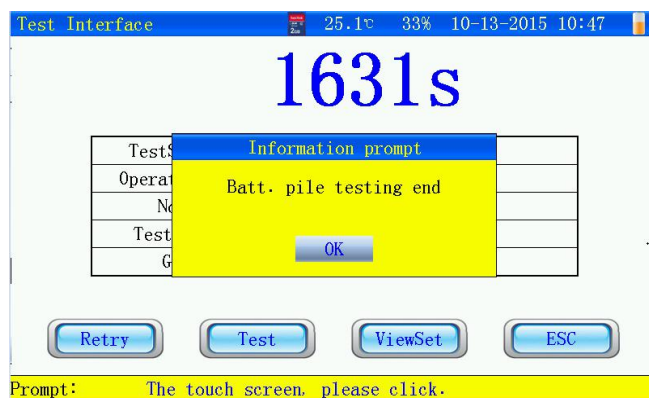 Test Interface 25.1℃ 33% 10-13-2015 10:47
1631s
Information prompt
Batt. pile testing end
OK
Test
Retry Test ViewSet ESC
Prompt: The touch screen, please click.